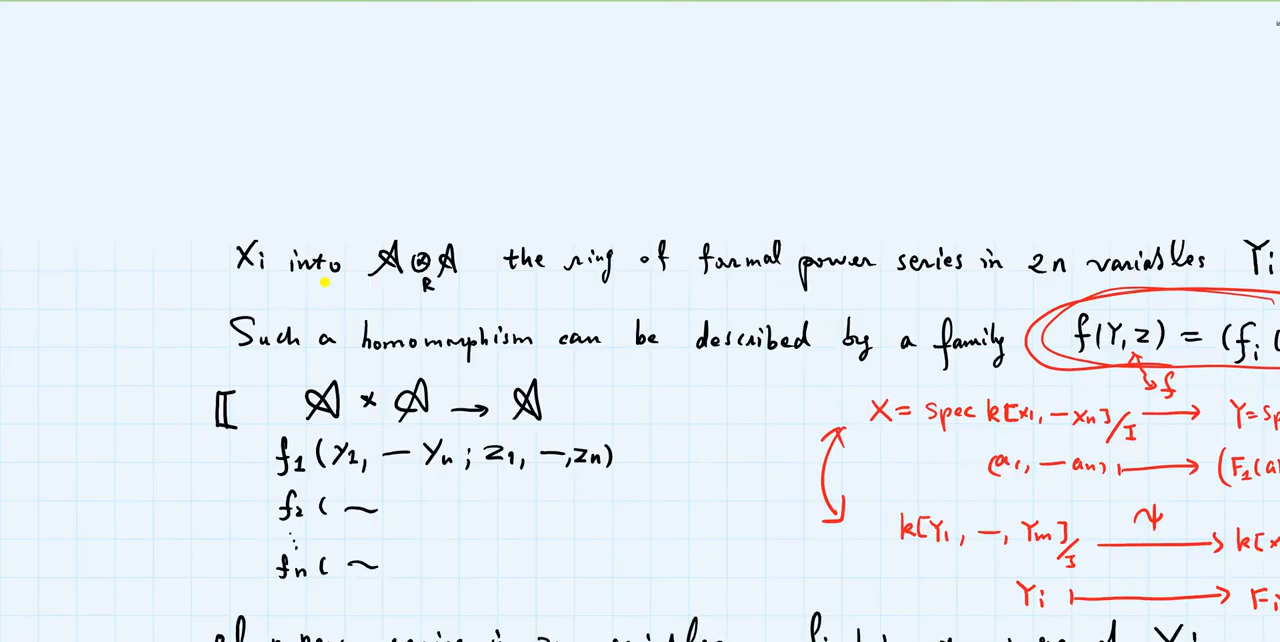 Xi into A ⊗_R A the ring of formal power series in 2n variables Yi
Such a homomorphism can be described by a family f(Y, Z) = (fi (
f
⟦ A × A → A
f1 (Y1, — Yn ; Z1, —, Zn)
f2 ( ~
⋮
fn ( ~
X = Spec k[x1, — xn]/I → Y = Sp
(a1, — an) ↦ (F1(a
k[Y1, —, Ym]/I —ψ→ k[x
Yi ↦ Fi